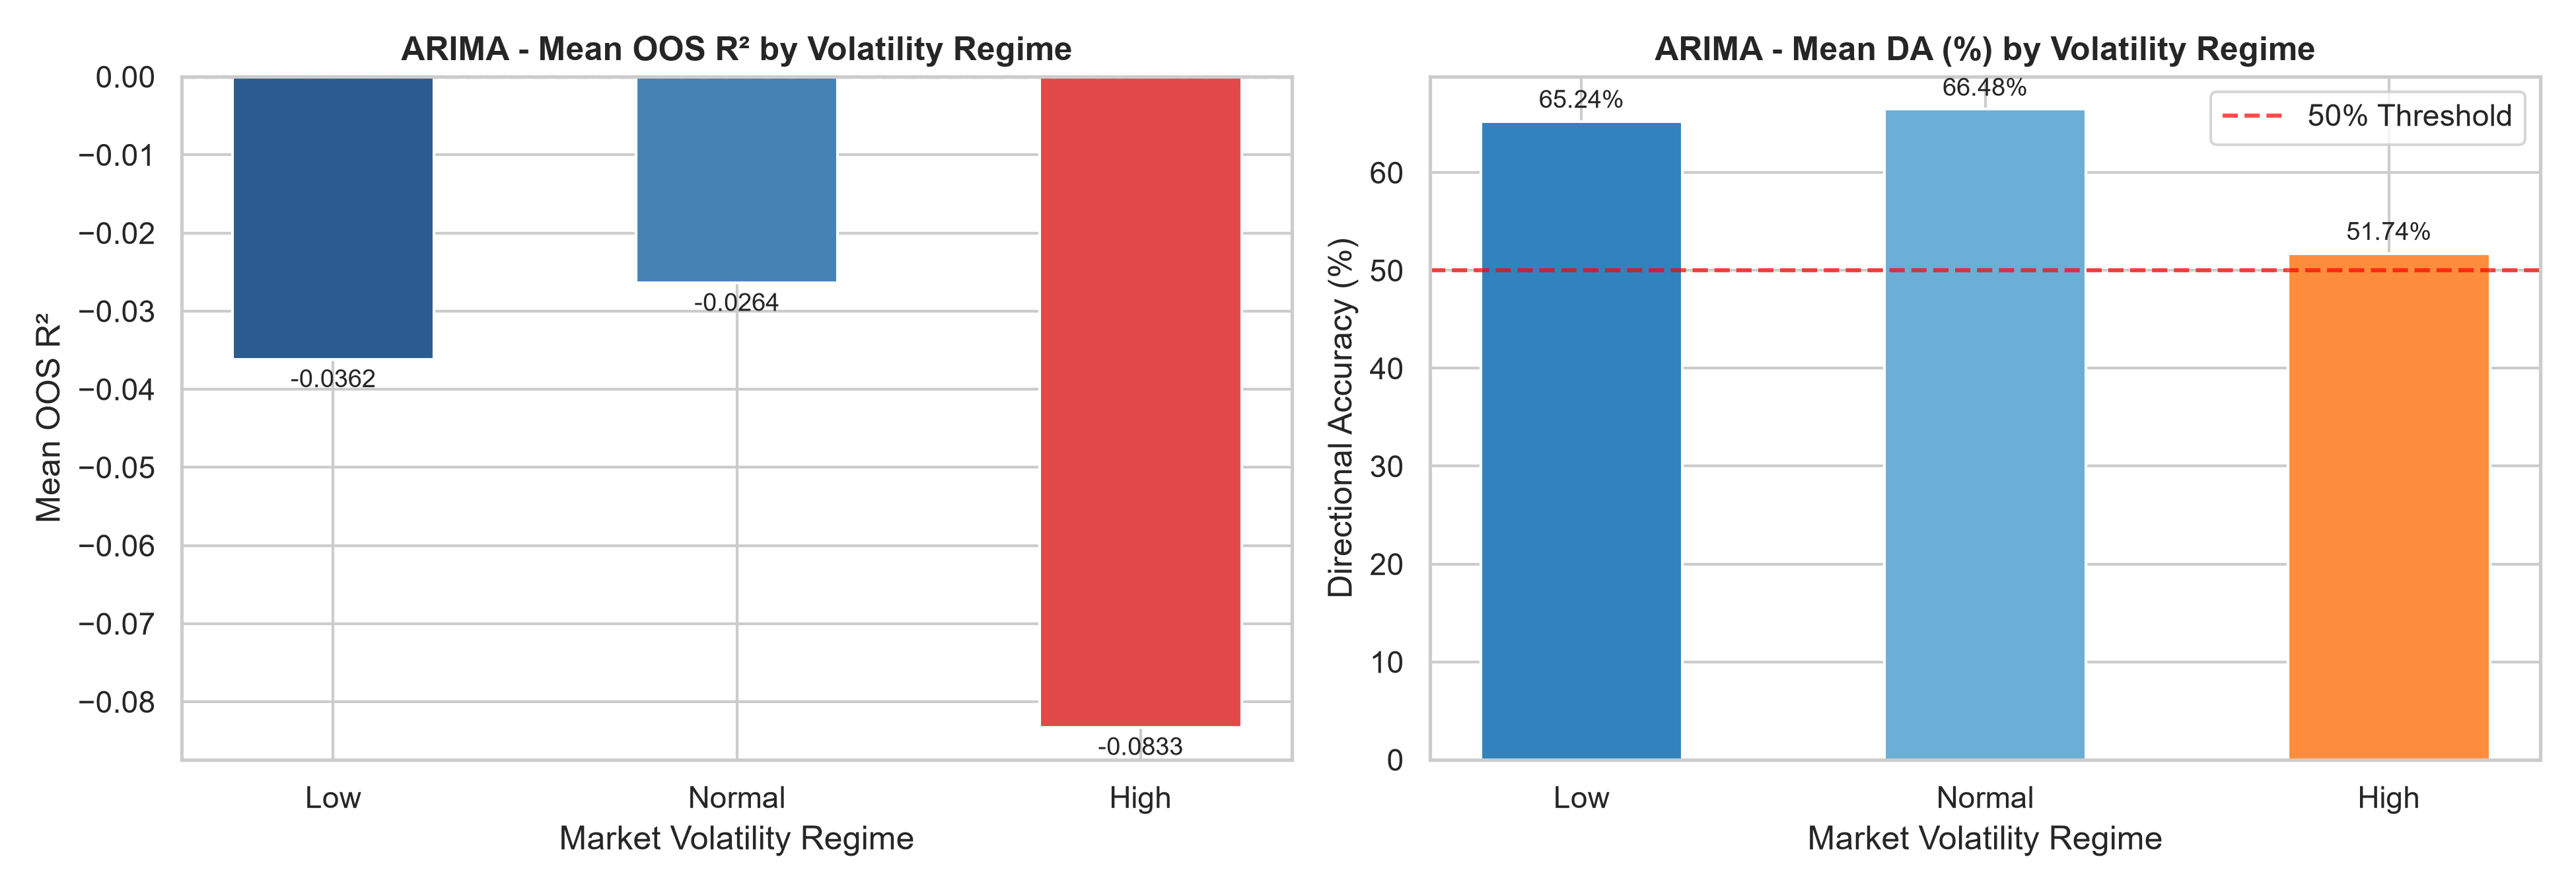 ARIMA - Mean OOS R² by Volatility Regime
Mean OOS R²
0.00
−0.01
−0.02
−0.03
−0.04
−0.05
−0.06
−0.07
−0.08
-0.0362
-0.0264
-0.0833
Low
Normal
High
Market Volatility Regime
ARIMA - Mean DA (%) by Volatility Regime
Directional Accuracy (%)
60
50
40
30
20
10
0
65.24%
66.48%
51.74%
50% Threshold
Low
Normal
High
Market Volatility Regime